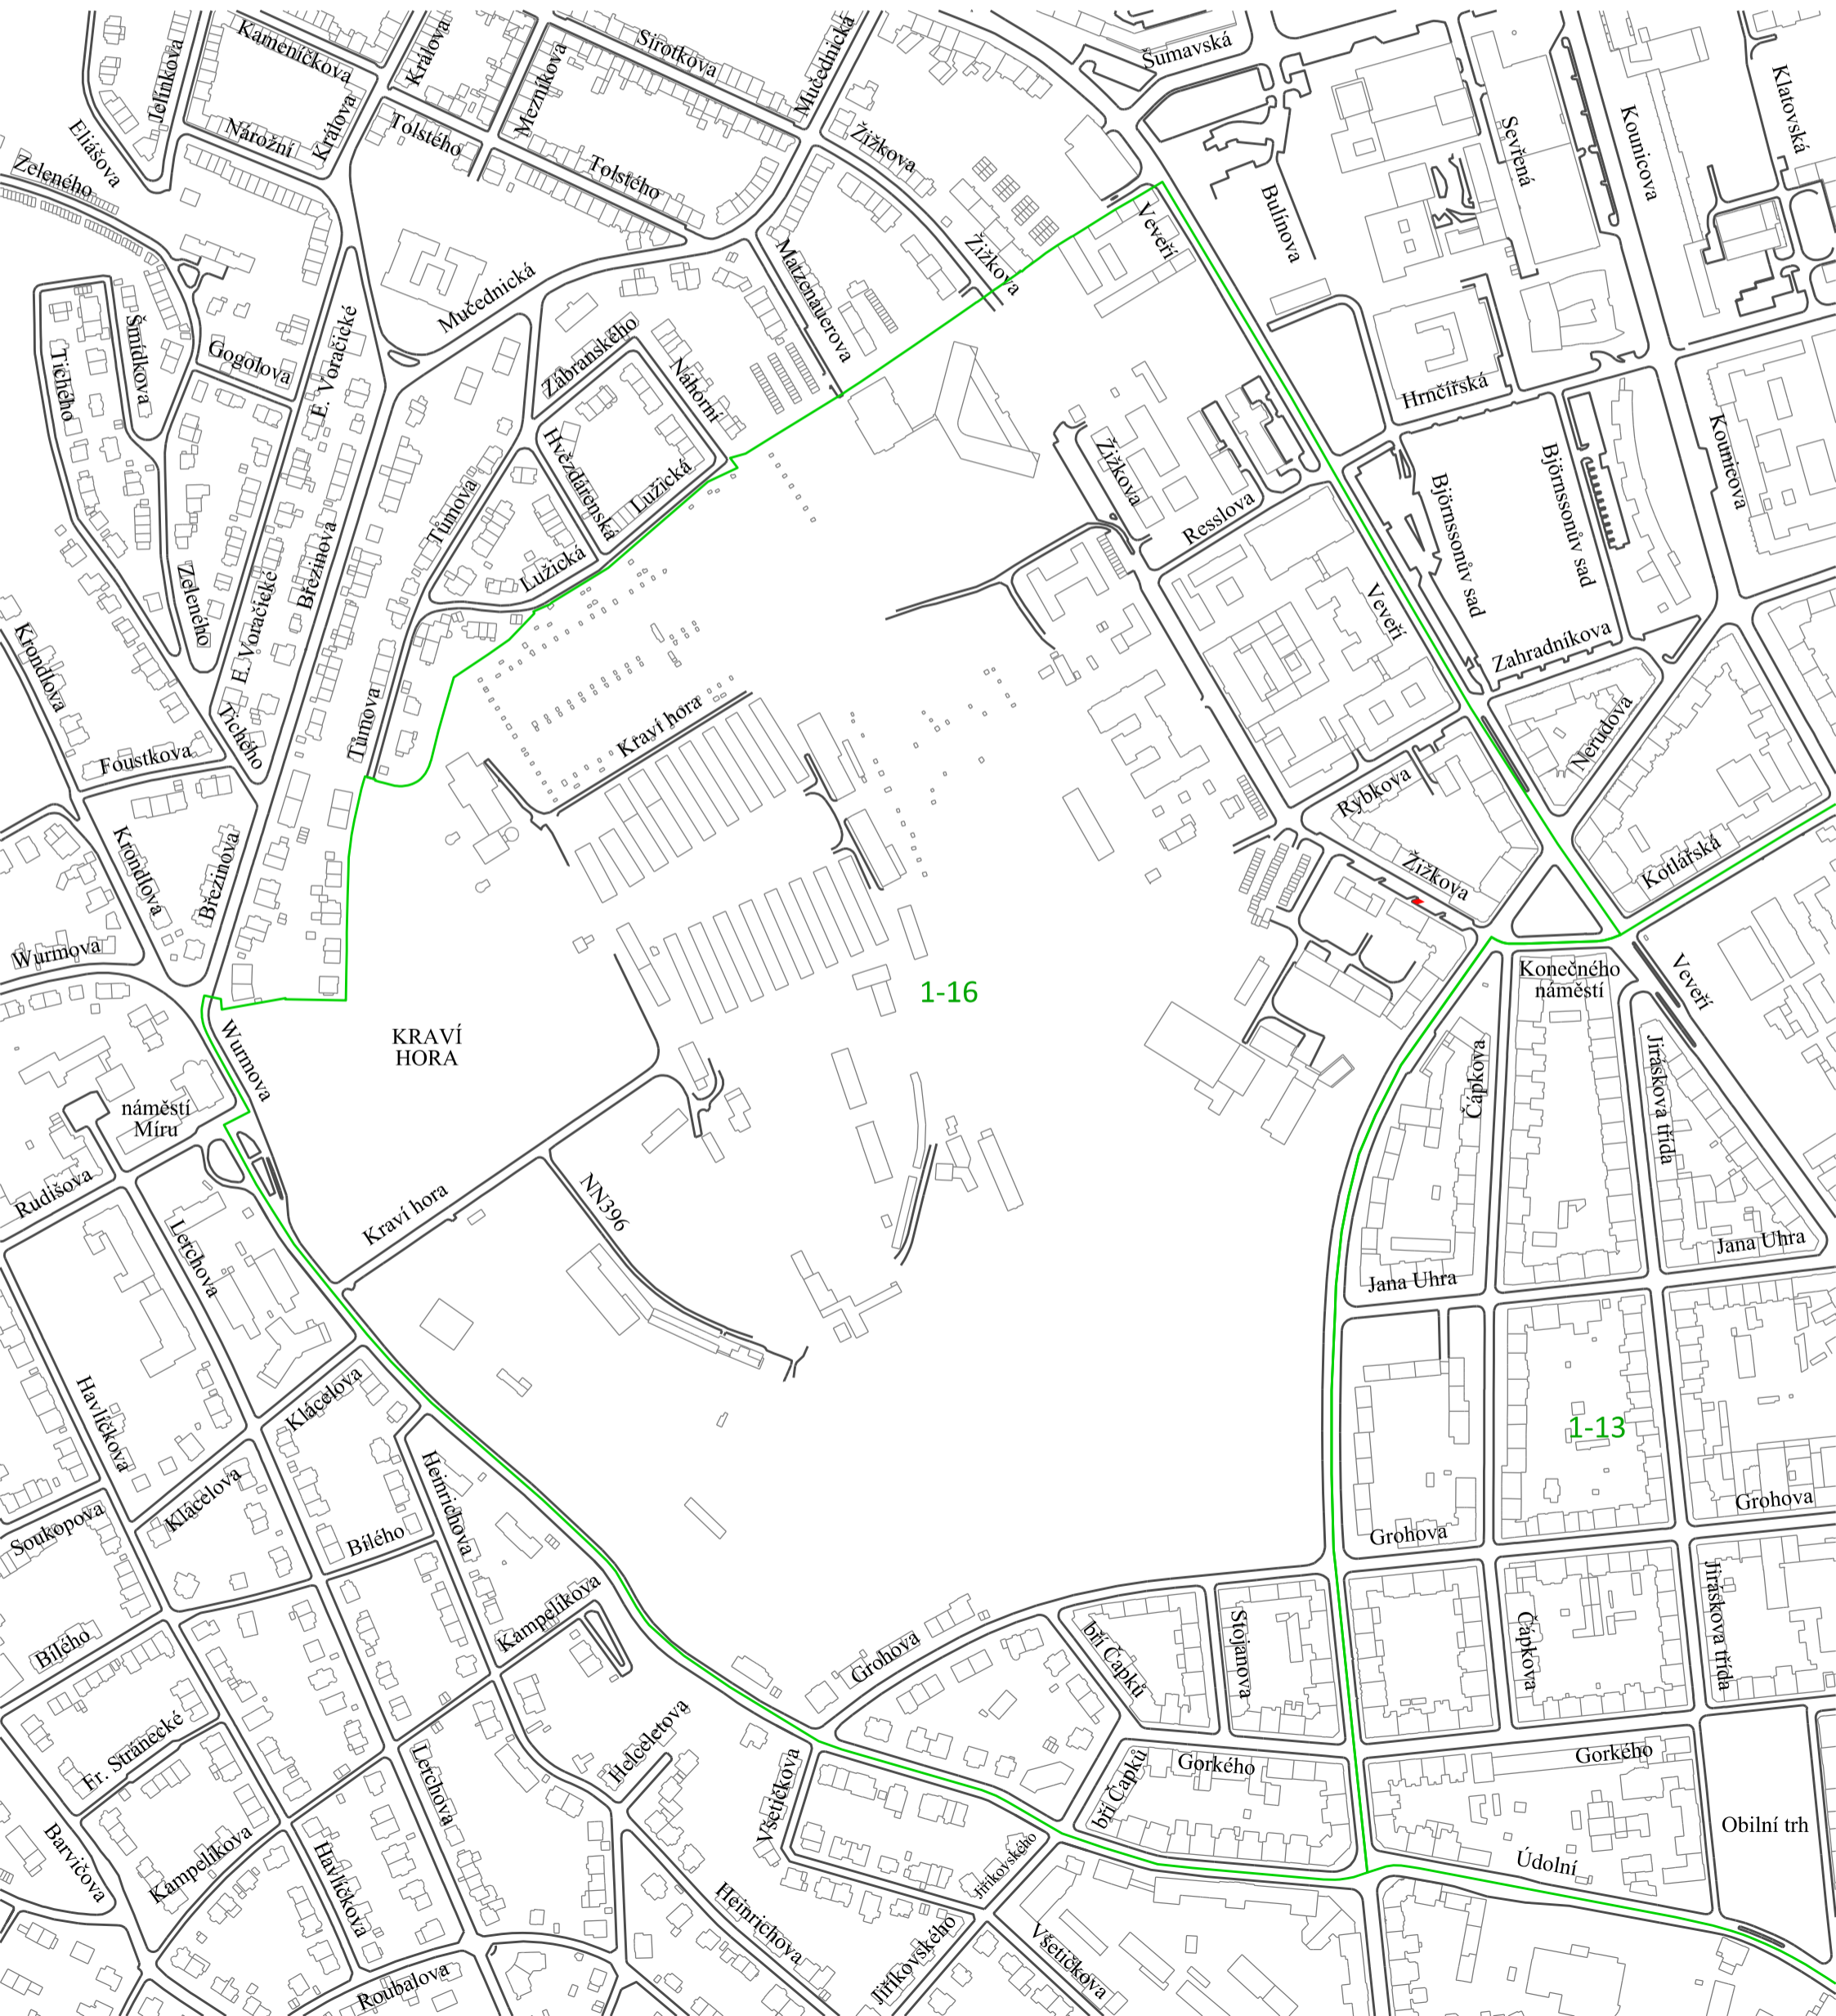 Kameníčkova
Králova
Sirotkova
Mučednická
Šumavská
Jelínkova
Mezníkova
Klatovská
Eliášova
Nárožní
Králova
Tolstého
Žižkova
Sevřená
Kounicova
Zeleného
Tolstého
Bulínova
Veveří
Žižkova
Matzenauerova
Mučednická
Šmídkova
Tichého
Gogolova
E. Voračické
Zábranského
Náhorní
Hrnčířská
Hvězdárenská
Lužická
Žižkova
Resslova
Björnssonův sad
Björnssonův sad
Kounicova
Tůmova
Březinova
Lužická
Zeleného
E. Voračické
Veveří
Zahradníkova
Krondlova
Tichého
Tůmova
Kraví hora
Nerudova
Foustkova
Rybkova
Krondlova
Březinova
Žižkova
Kotlářská
Wurmova
1-16
Konečného
náměstí
Veveří
KRAVÍ
HORA
Wurmova
Čápkova
Jiráskova třída
náměstí
Míru
Rudišova
Lerchova
Kraví hora
NN396
Jana Uhra
Jana Uhra
Havlíčkova
Klácelova
1-13
Klácelova
Heinrichova
Soukopova
Bílého
Grohova
Grohova
Kampelíkova
Bílého
Grohova
bří Čapků
Stojanova
Čápkova
Jiráskova třída
Fr. Stránecké
Lerchova
Helceletova
Všetičkova
bří Čapků
Gorkého
Gorkého
Obilní trh
Barvičova
Kampelíkova
Havlíčkova
Jiříkovského
Údolní
Heinrichova
Jiříkovského
Všetičkova
Roubalova